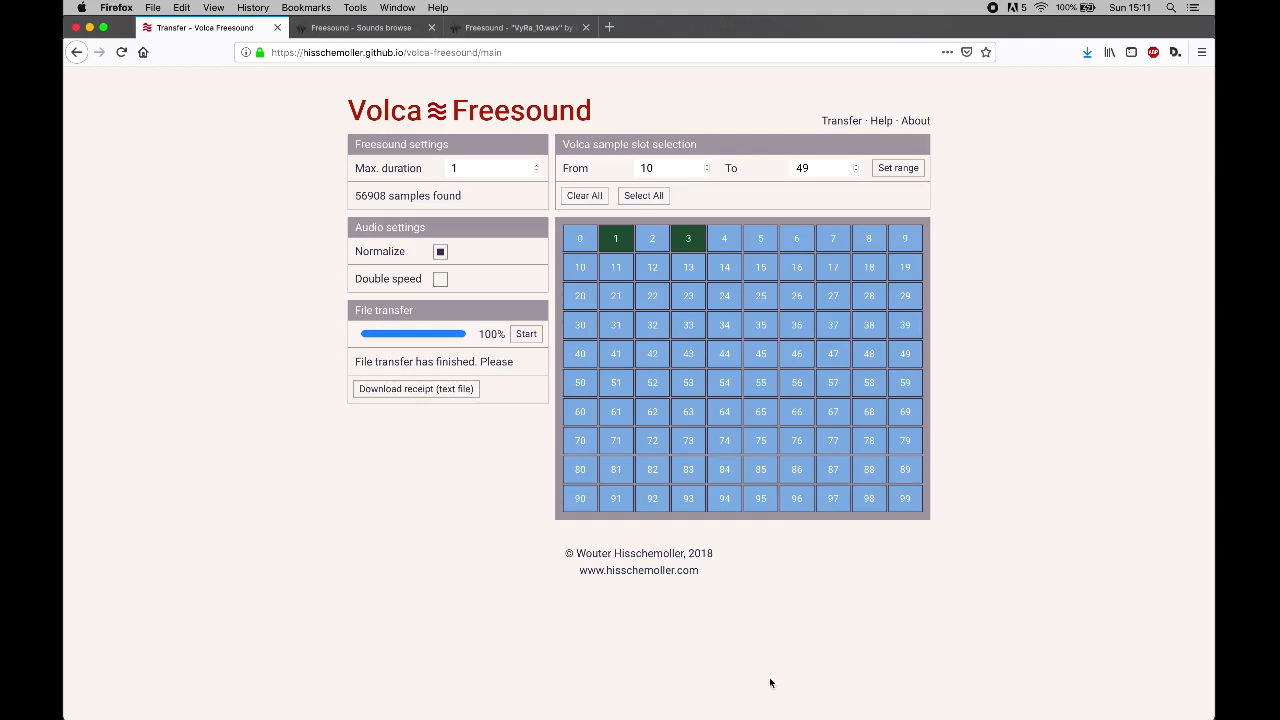 Firefox File Edit View History Bookmarks Tools Window Help 5 100% Sun 15:11
Transfer - Volca Freesound Freesound - Sounds browse Freesound - "VyRa_10.wav" by
https://hisschemoller.github.io/volca-freesound/main
Volca Freesound
Transfer · Help · About
Freesound settings
Max. duration 1
56908 samples found
Volca sample slot selection
From 10 To 49 Set range
Clear All Select All
Audio settings
Normalize
Double speed
File transfer
100% Start
File transfer has finished. Please
Download receipt (text file)
0 1 2 3 4 5 6 7 8 9
10 11 12 13 14 15 16 17 18 19
20 21 22 23 24 25 26 27 28 29
30 31 32 33 34 35 36 37 38 39
40 41 42 43 44 45 46 47 48 49
50 51 52 53 54 55 56 57 58 59
60 61 62 63 64 65 66 67 68 69
70 71 72 73 74 75 76 77 78 79
80 81 82 83 84 85 86 87 88 89
90 91 92 93 94 95 96 97 98 99
© Wouter Hisschemoller, 2018
www.hisschemoller.com